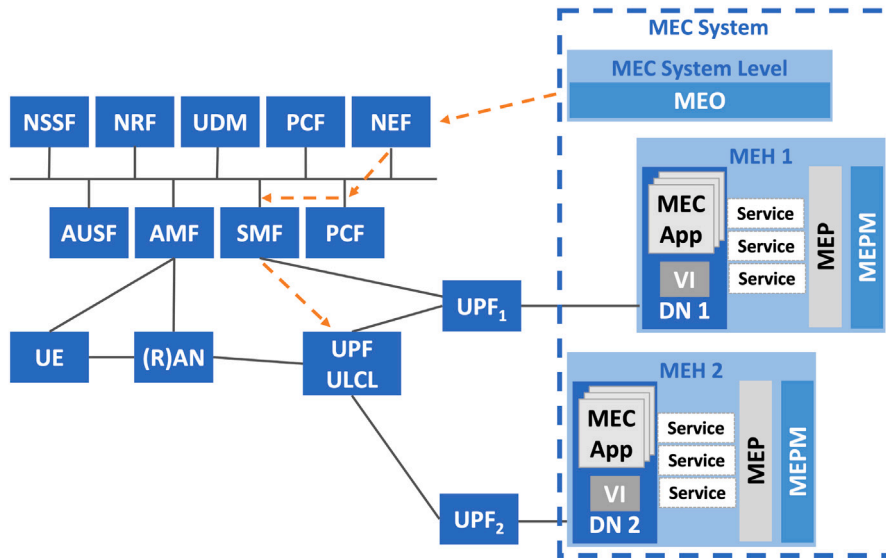 MEC System
MEC System Level
MEO
NSSF
NRF
UDM
PCF
NEF
MEH 1
MEC
App
VI
DN 1
Service
Service
Service
MEP
MEPM
AUSF
AMF
SMF
PCF
UPF1
UE
(R)AN
UPF
ULCL
MEH 2
MEC
App
VI
DN 2
Service
Service
Service
MEP
MEPM
UPF2